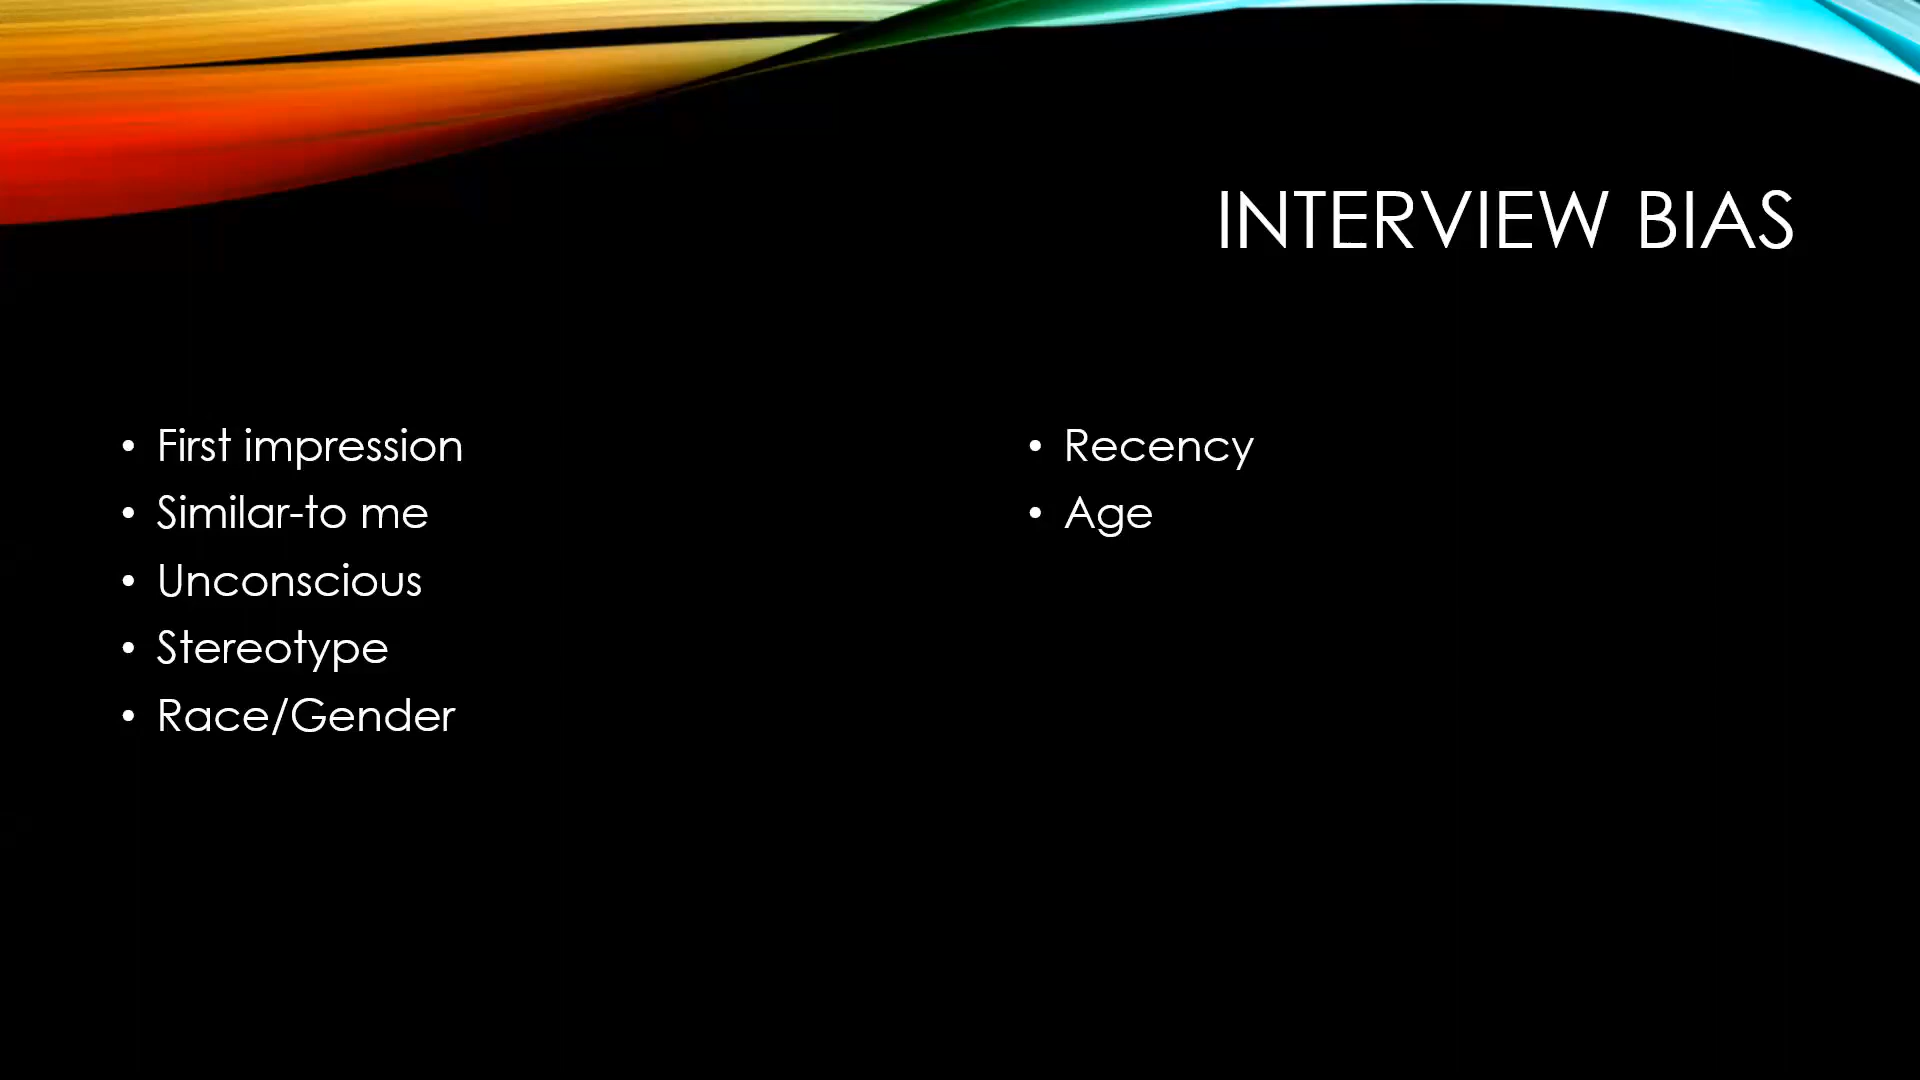 INTERVIEW BIAS
• First impression
• Similar-to me
• Unconscious
• Stereotype
• Race/Gender
• Recency
• Age